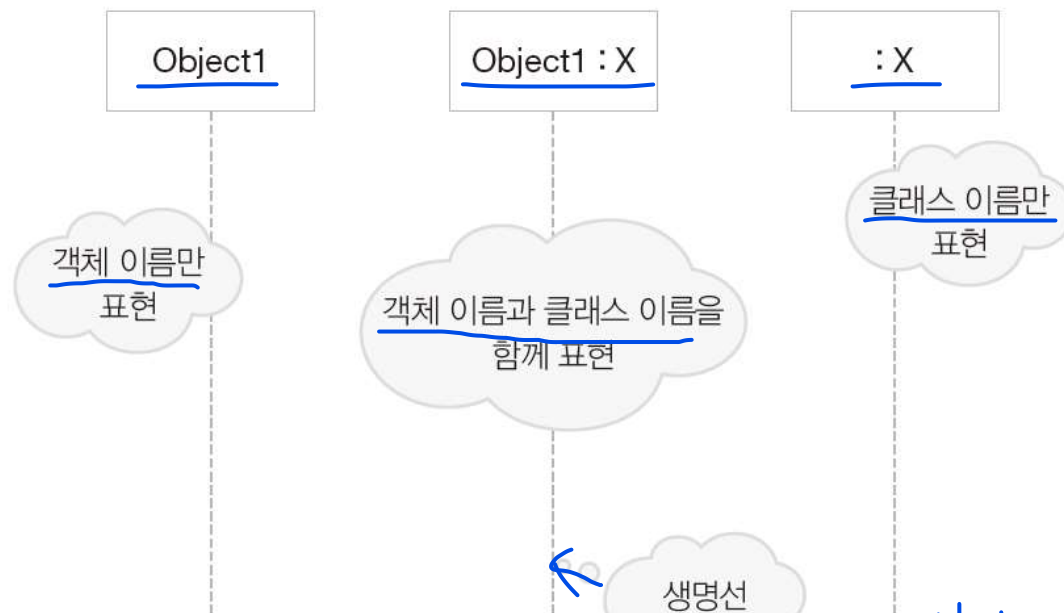 Object1
Object1 : X
: X
클래스 이름만
표현
객체 이름만
표현
객체 이름과 클래스 이름을
함께 표현
생명선